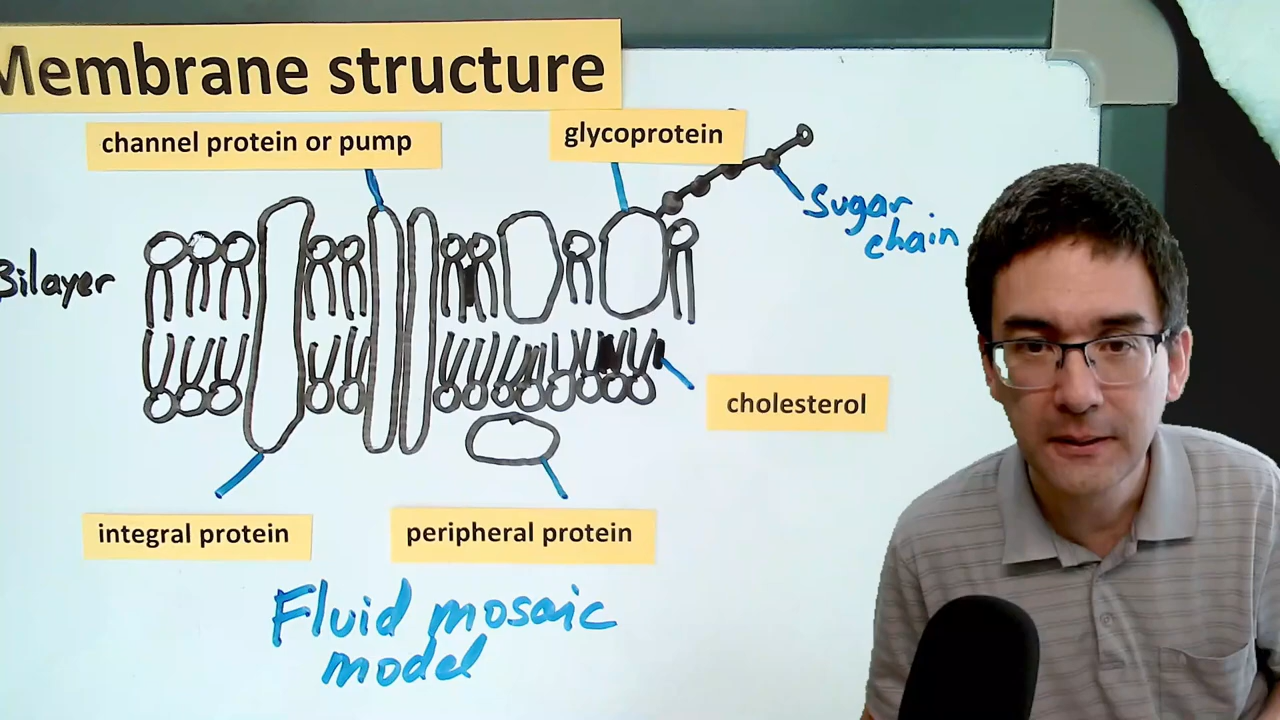 Membrane structure
channel protein or pump
glycoprotein
Sugar
chain
Bilayer
cholesterol
integral protein
peripheral protein
Fluid mosaic
model